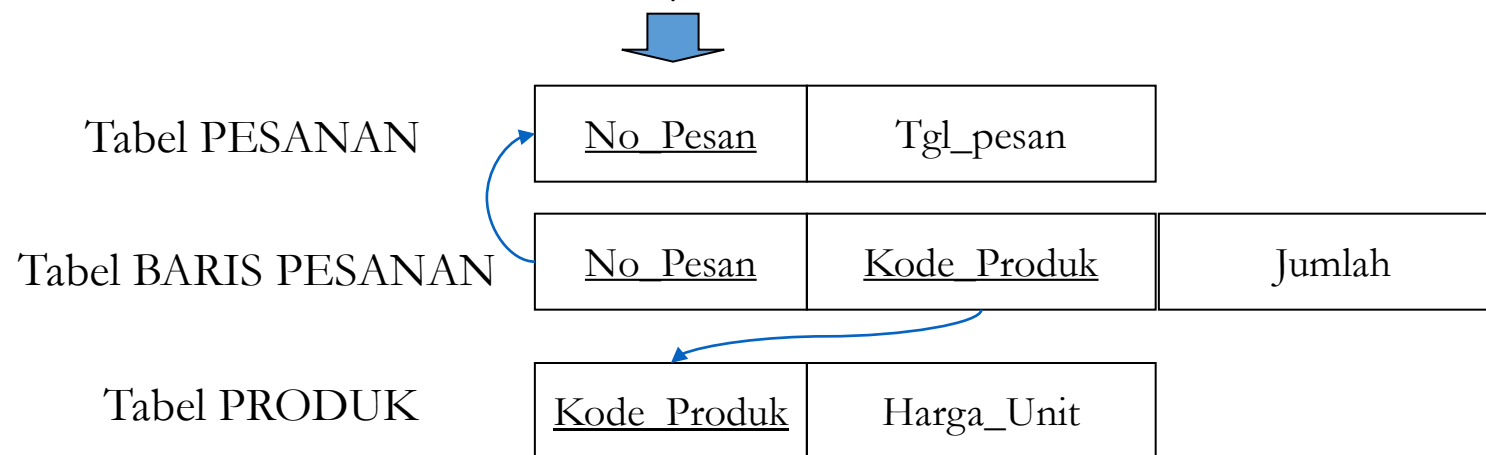 Tabel PESANAN No_Pesan Tgl_pesan
Tabel BARIS PESANAN No_Pesan Kode_Produk Jumlah
Tabel PRODUK Kode_Produk Harga_Unit